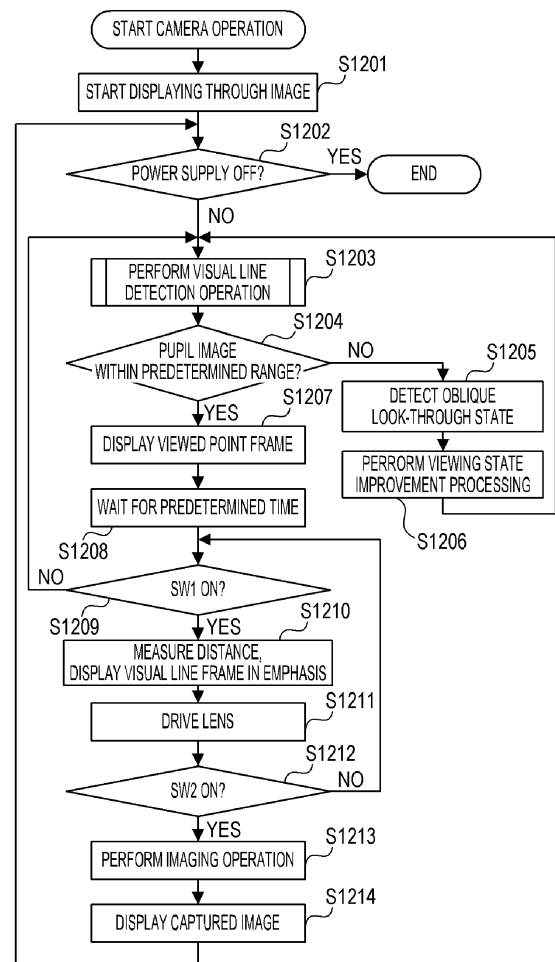 START CAMERA OPERATION
S1201
START DISPLAYING THROUGH IMAGE
S1202
POWER SUPPLY OFF?
YES
END
NO
S1203
PERFORM VISUAL LINE
DETECTION OPERATION
S1204
PUPIL IMAGE
WITHIN PREDETERMINED RANGE?
NO
S1205
DETECT OBLIQUE
LOOK-THROUGH STATE
YES
S1207
DISPLAY VIEWED POINT FRAME
PERRORM VIEWING STATE
IMPROVEMENT PROCESSING
S1206
WAIT FOR PREDETERMINED TIME
S1208
NO
SW1 ON?
S1209
YES
S1210
MEASURE DISTANCE,
DISPLAY VISUAL LINE FRAME IN EMPHASIS
S1211
DRIVE LENS
S1212
SW2 ON?
NO
YES
S1213
PERFORM IMAGING OPERATION
S1214
DISPLAY CAPTURED IMAGE